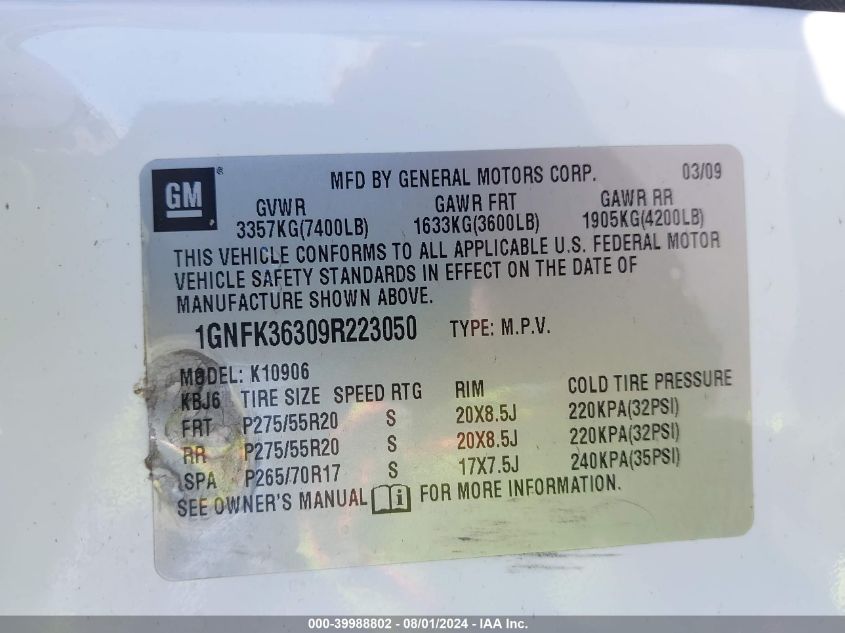 GM ® MFD BY GENERAL MOTORS CORP. 03/09
GVWR GAWR FRT GAWR RR
3357KG(7400LB) 1633KG(3600LB) 1905KG(4200LB)
THIS VEHICLE CONFORMS TO ALL APPLICABLE U.S. FEDERAL MOTOR
VEHICLE SAFETY STANDARDS IN EFFECT ON THE DATE OF
MANUFACTURE SHOWN ABOVE.
1GNFK36309R223050 TYPE: M.P.V.
MODEL: K10906
KBJ6 TIRE SIZE SPEED RTG RIM COLD TIRE PRESSURE
FRT P275/55R20 S 20X8.5J 220KPA(32PSI)
RR P275/55R20 S 20X8.5J 220KPA(32PSI)
SPA P265/70R17 S 17X7.5J 240KPA(35PSI)
SEE OWNER'S MANUAL i FOR MORE INFORMATION.
000-39988802 - 08/01/2024 - IAA Inc.